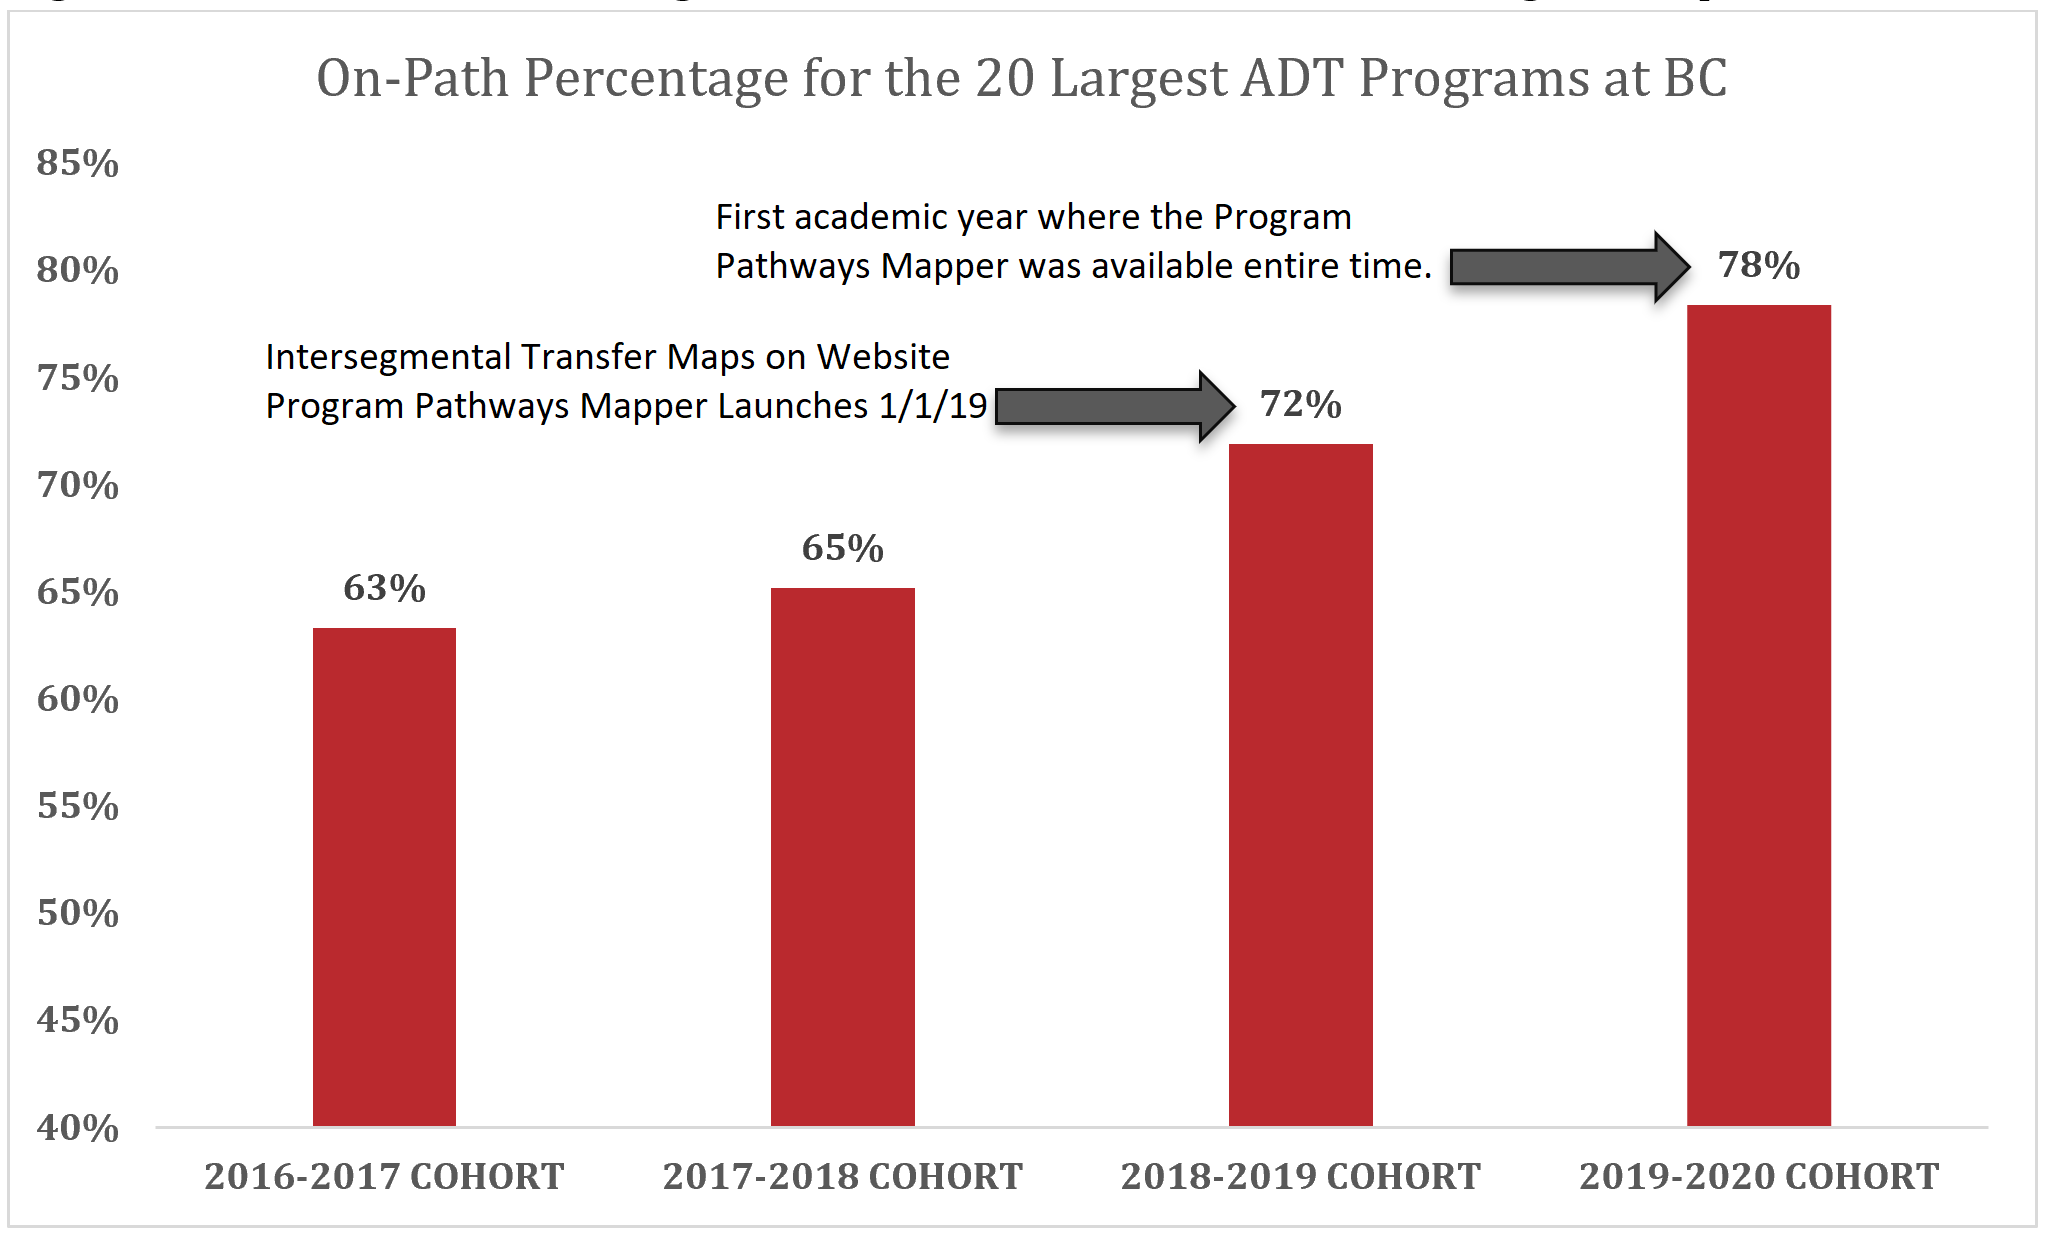 On-Path Percentage for the 20 Largest ADT Programs at BC
85%
80%
75%
70%
65%
60%
55%
50%
45%
40%
First academic year where the Program
Pathways Mapper was available entire time.
78%
Intersegmental Transfer Maps on Website
Program Pathways Mapper Launches 1/1/19
72%
65%
63%
2016-2017 COHORT
2017-2018 COHORT
2018-2019 COHORT
2019-2020 COHORT